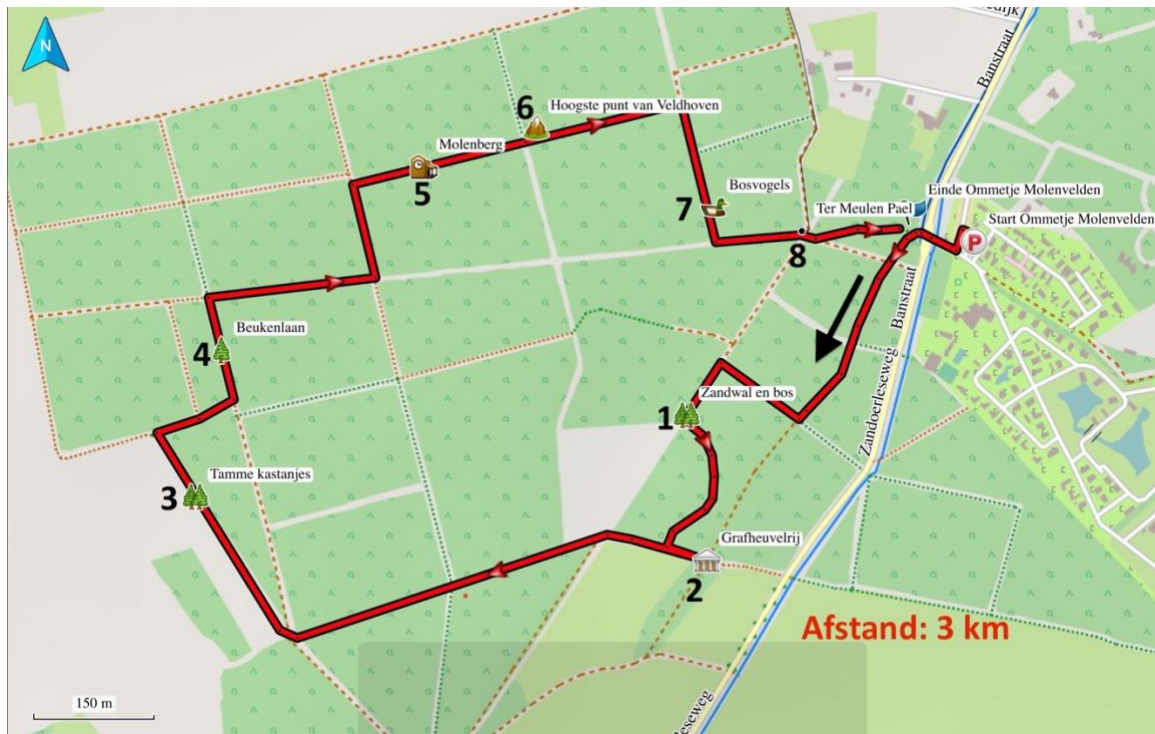 N
Banstraat
6
Hoogste punt van Veldhoven
Molenberg
5
Bosvogels
7
Einde Ommetje Molenvelden
Ter Meulen Pael
Start Ommetje Molenvelden
8
P
Banstraat
Beukenlaan
4
Zandwal en bos
1
Zandoerleseweg
Tamme kastanjes
3
Grafheuvelrij
2
Afstand: 3 km
150 m
leseweg